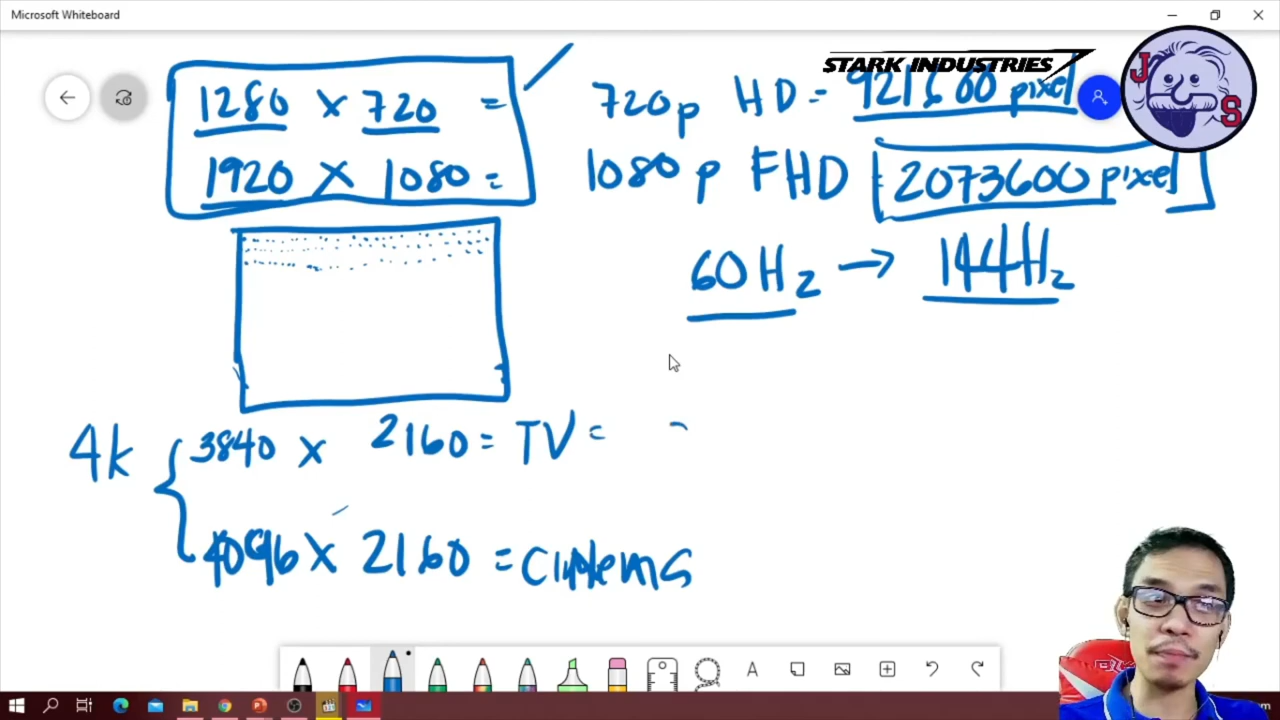 Microsoft Whiteboard
STARK INDUSTRIES
J S
1280 X 720 = 720p HD = 921600 pixel
1920 X 1080 = 1080p FHD = 2073600 pixel
60Hz → 144Hz
4k
3840 x 2160 = TV =
4096 X 2160 = Cinema
A